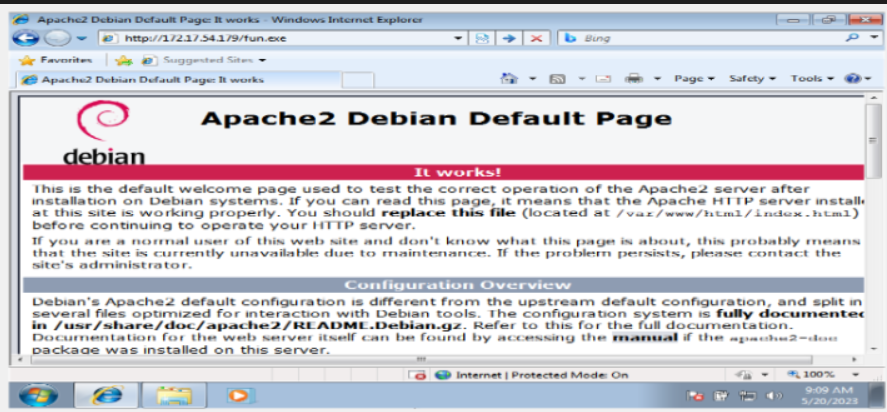 Apache2 Debian Default Page: It works - Windows Internet Explorer
http://172.17.54.179/fun.exe
Bing
Favorites
Suggested Sites
Apache2 Debian Default Page: It works
Page
Safety
Tools
Apache2 Debian Default Page
debian
It works!
This is the default welcome page used to test the correct operation of the Apache2 server after
installation on Debian systems. If you can read this page, it means that the Apache HTTP server installe
at this site is working properly. You should replace this file (located at /var/www/html/index.html)
before continuing to operate your HTTP server.
If you are a normal user of this web site and don't know what this page is about, this probably means
that the site is currently unavailable due to maintenance. If the problem persists, please contact the
site's administrator.
Configuration Overview
Debian's Apache2 default configuration is different from the upstream default configuration, and split in
several files optimized for interaction with Debian tools. The configuration system is fully documented
in /usr/share/doc/apache2/README.Debian.gz. Refer to this for the full documentation.
Documentation for the web server itself can be found by accessing the manual if the apache2-doc
package was installed on this server.
Internet | Protected Mode: On
100%
9:09 AM
5/20/2023